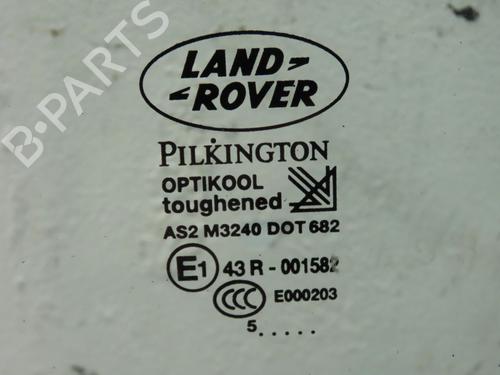 B-PARTS
LAND
ROVER
PILKINGTON
OPTIKOOL
toughened
AS2 M3240 DOT 682
E1 43 R - 001582
CCC E000203
5 . . . . .